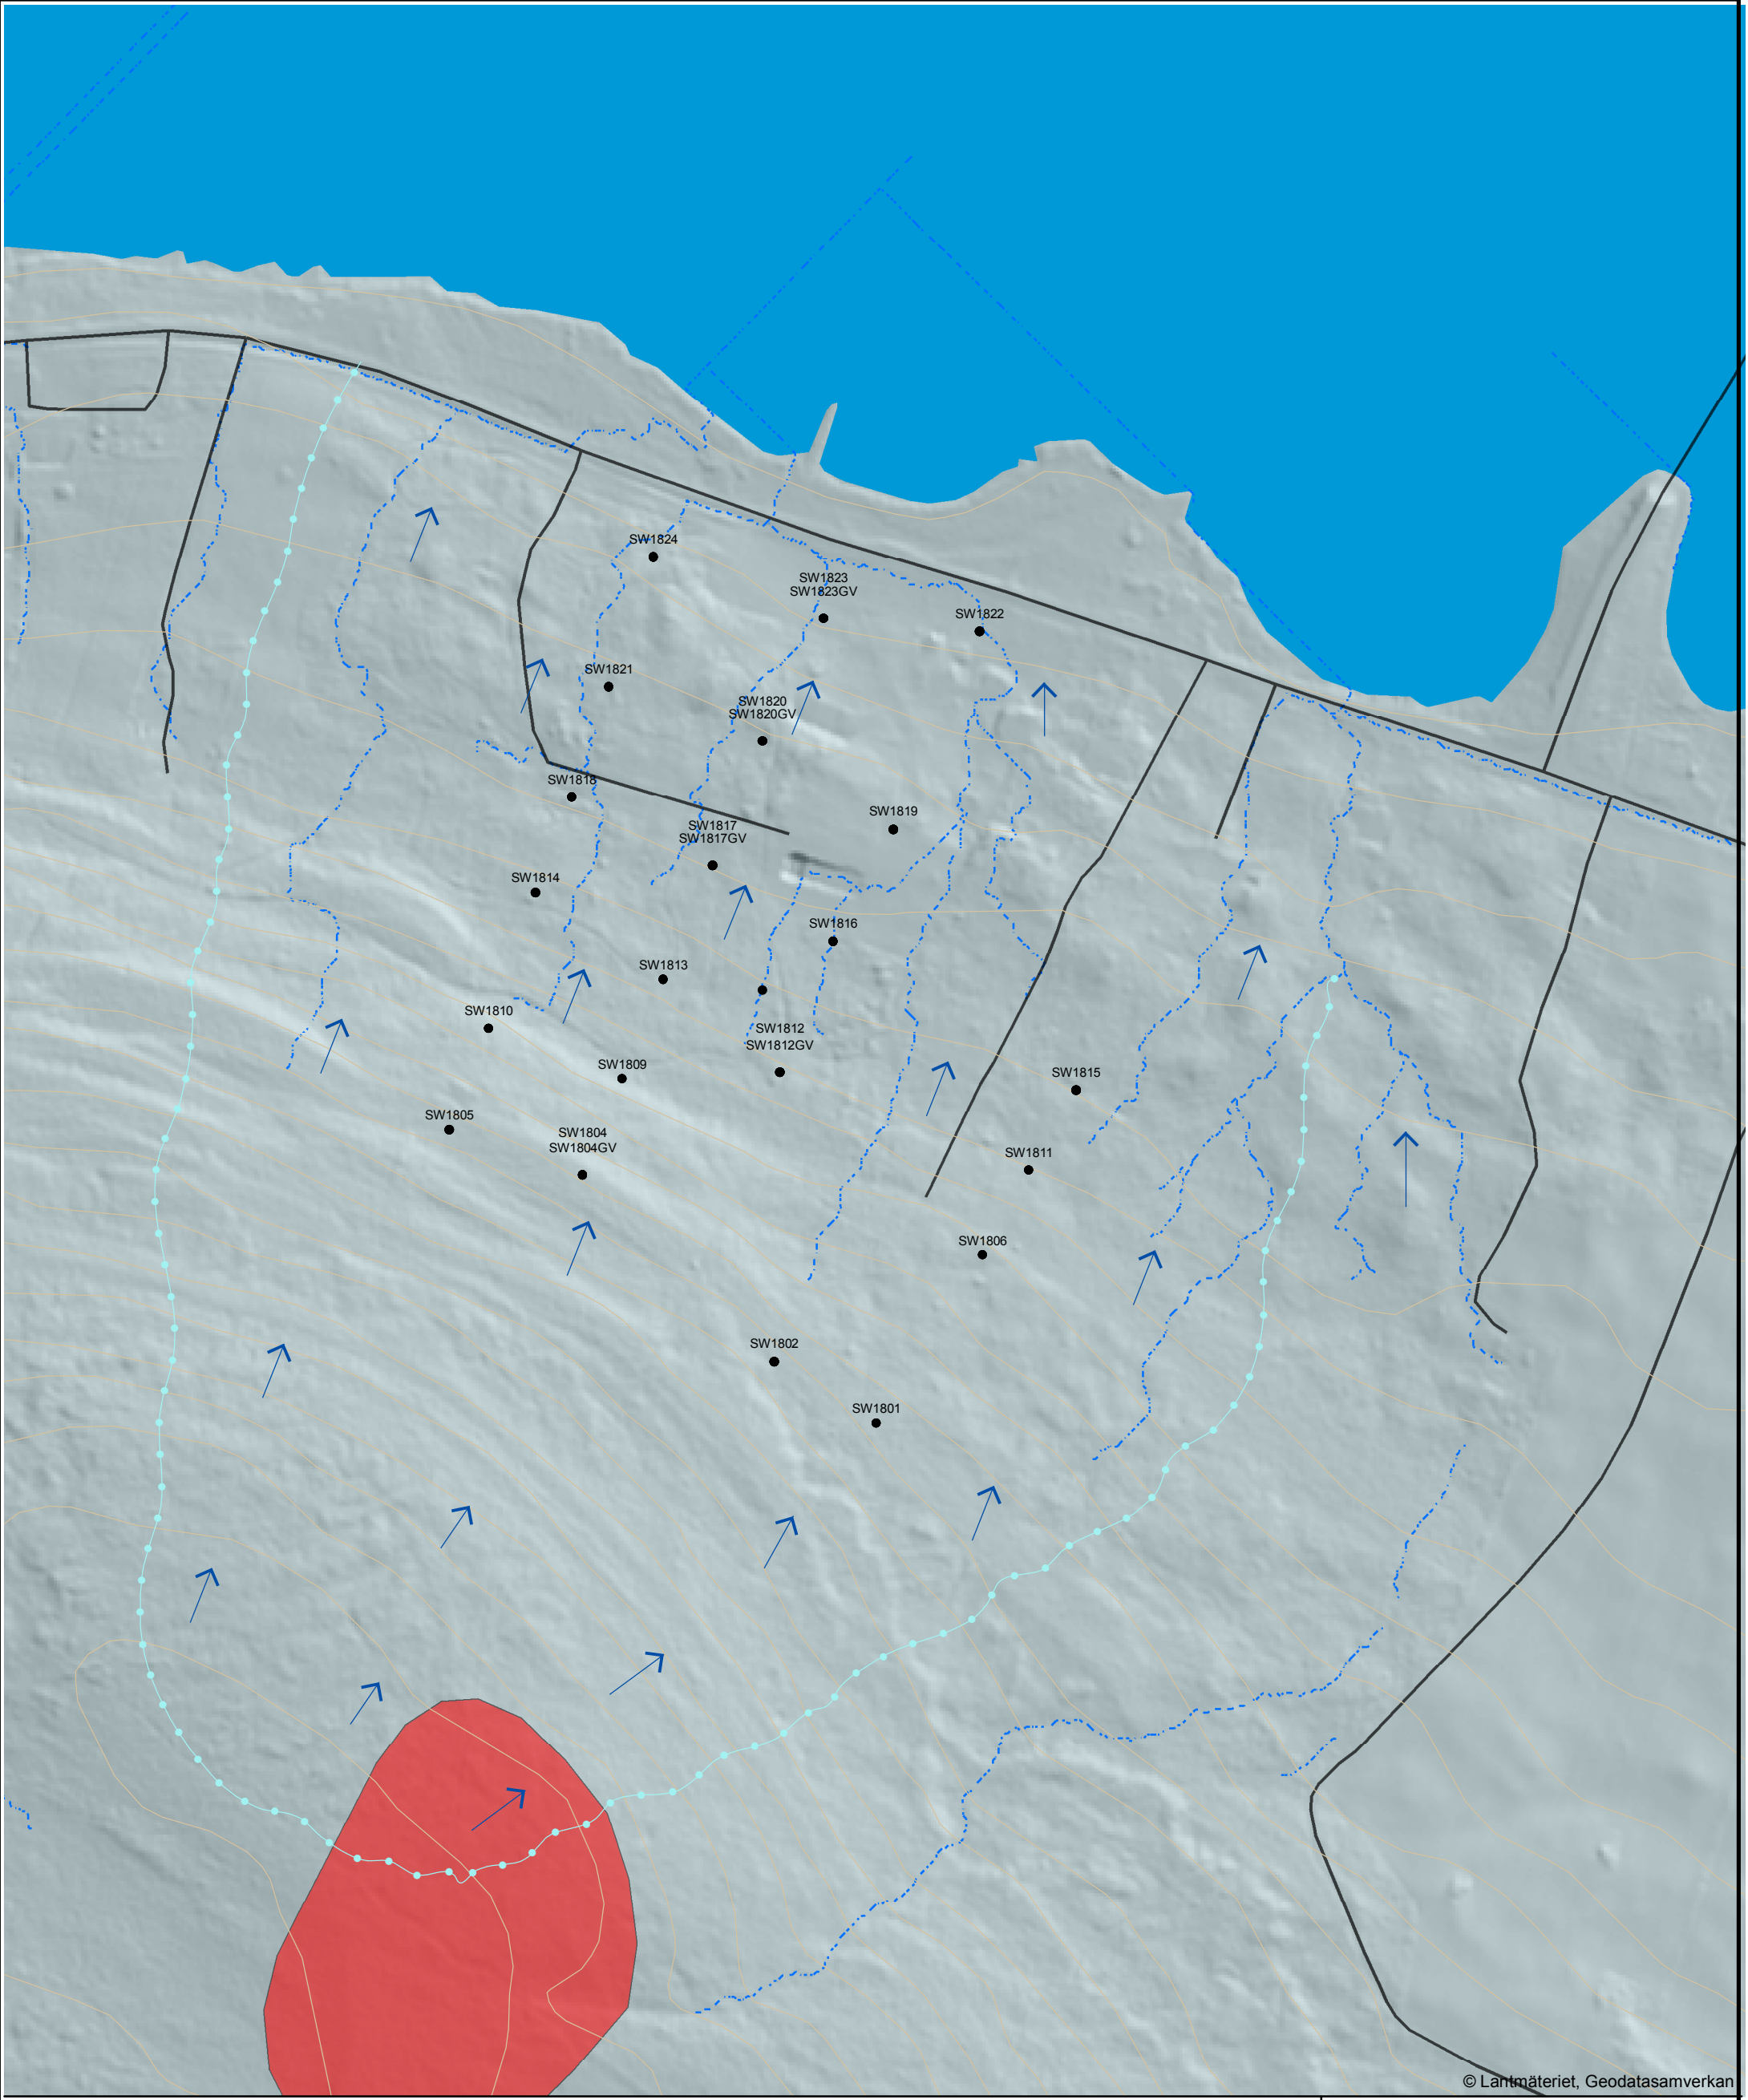 SW1824
SW1823
SW1823GV
SW1822
SW1821
SW1820
SW1820GV
SW1818
SW1819
SW1817
SW1817GV
SW1814
SW1816
SW1813
SW1810
SW1812
SW1812GV
SW1809
SW1815
SW1805
SW1804
SW1804GV
SW1811
SW1806
SW1802
SW1801
© Lantmäteriet, Geodatasamverkan